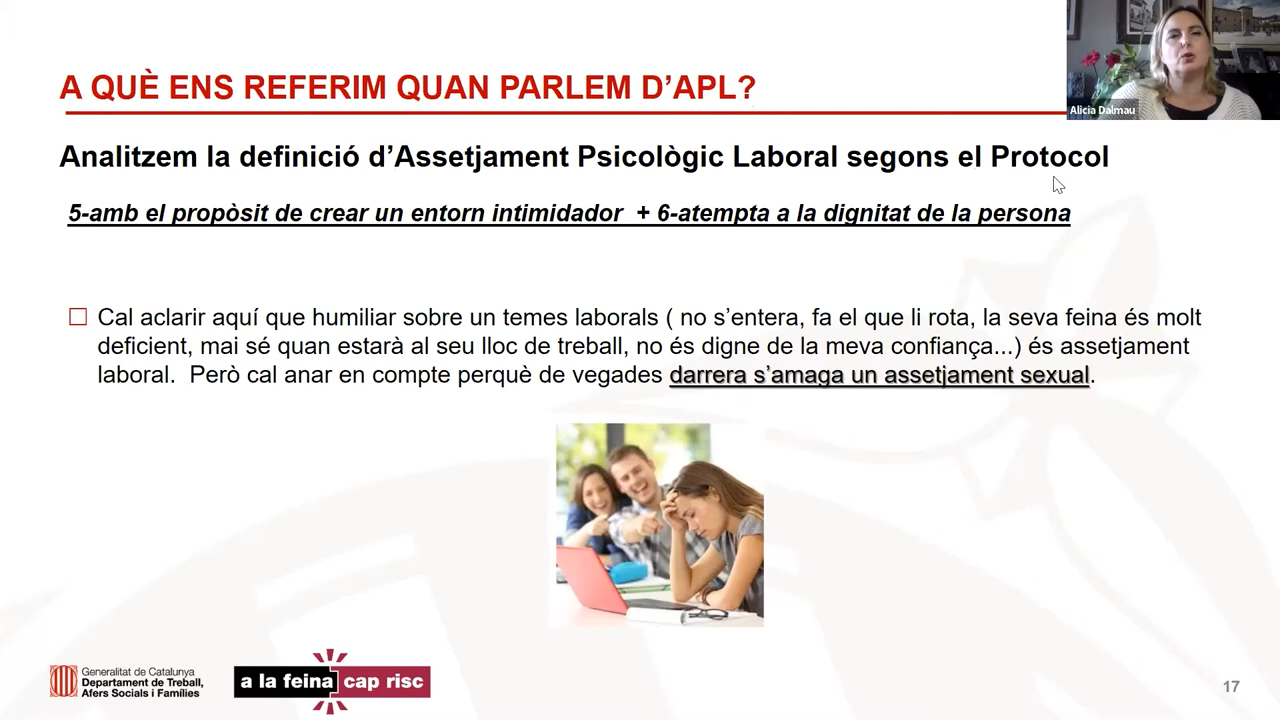 A QUÈ ENS REFERIM QUAN PARLEM D’APL?
Alicia Dalmau
Analitzem la definició d’Assetjament Psicològic Laboral segons el Protocol
5-amb el propòsit de crear un entorn intimidador + 6-atempta a la dignitat de la persona
Cal aclarir aquí que humiliar sobre un temes laborals ( no s’entera, fa el que li rota, la seva feina és molt
deficient, mai sé quan estarà al seu lloc de treball, no és digne de la meva confiança...) és assetjament
laboral. Però cal anar en compte perquè de vegades darrera s’amaga un assetjament sexual.
Generalitat de Catalunya
Departament de Treball,
Afers Socials i Famílies
a la feina cap risc
17